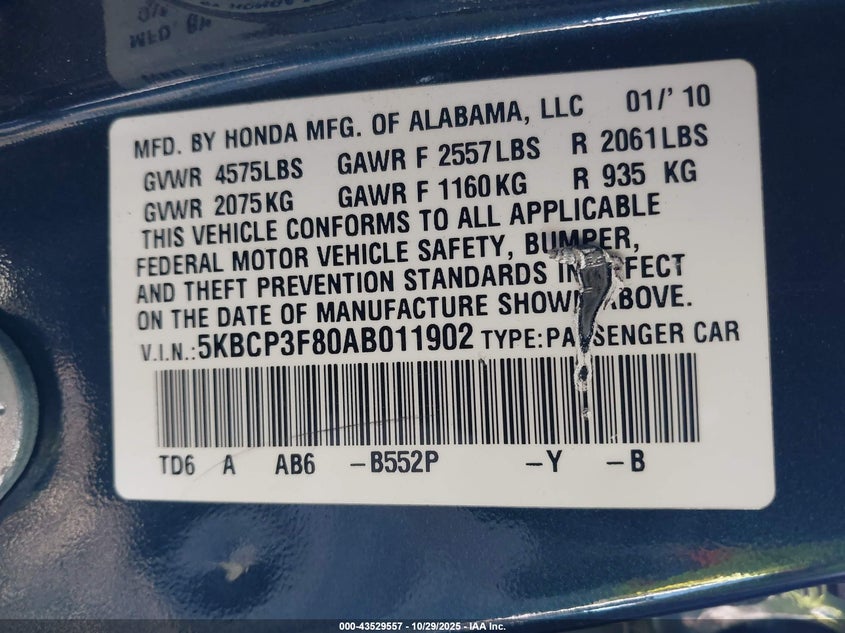 MFD. BY HONDA MFG. OF ALABAMA, LLC 01/'10
GVWR 4575LBS GAWR F 2557LBS R 2061LBS
GVWR 2075KG GAWR F 1160KG R 935 KG
THIS VEHICLE CONFORMS TO ALL APPLICABLE
FEDERAL MOTOR VEHICLE SAFETY, BUMPER,
AND THEFT PREVENTION STANDARDS IN EFFECT
ON THE DATE OF MANUFACTURE SHOWN ABOVE.
V.I.N.: 5KBCP3F80AB011902 TYPE: PASSENGER CAR
TD6 A AB6 -B552P -Y -B
000-43529557 | 10/29/2025 - IAA Inc.